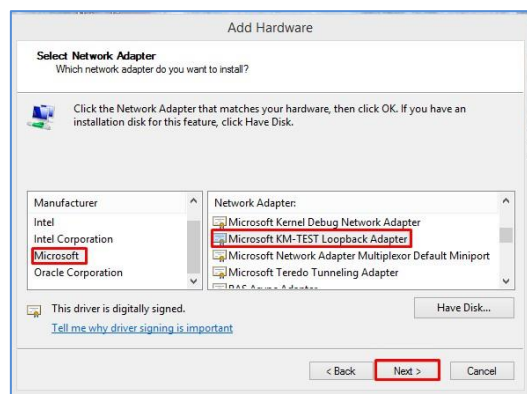 Add Hardware
Select Network Adapter
Which network adapter do you want to install?
Click the Network Adapter that matches your hardware, then click OK. If you have an
installation disk for this feature, click Have Disk.
Manufacturer
Intel
Intel Corporation
Microsoft
Oracle Corporation
Network Adapter:
Microsoft Kernel Debug Network Adapter
Microsoft KM-TEST Loopback Adapter
Microsoft Network Adapter Multiplexor Default Miniport
Microsoft Teredo Tunneling Adapter
RAS Async Adapter
This driver is digitally signed.
Tell me why driver signing is important
Have Disk...
< Back
Next >
Cancel